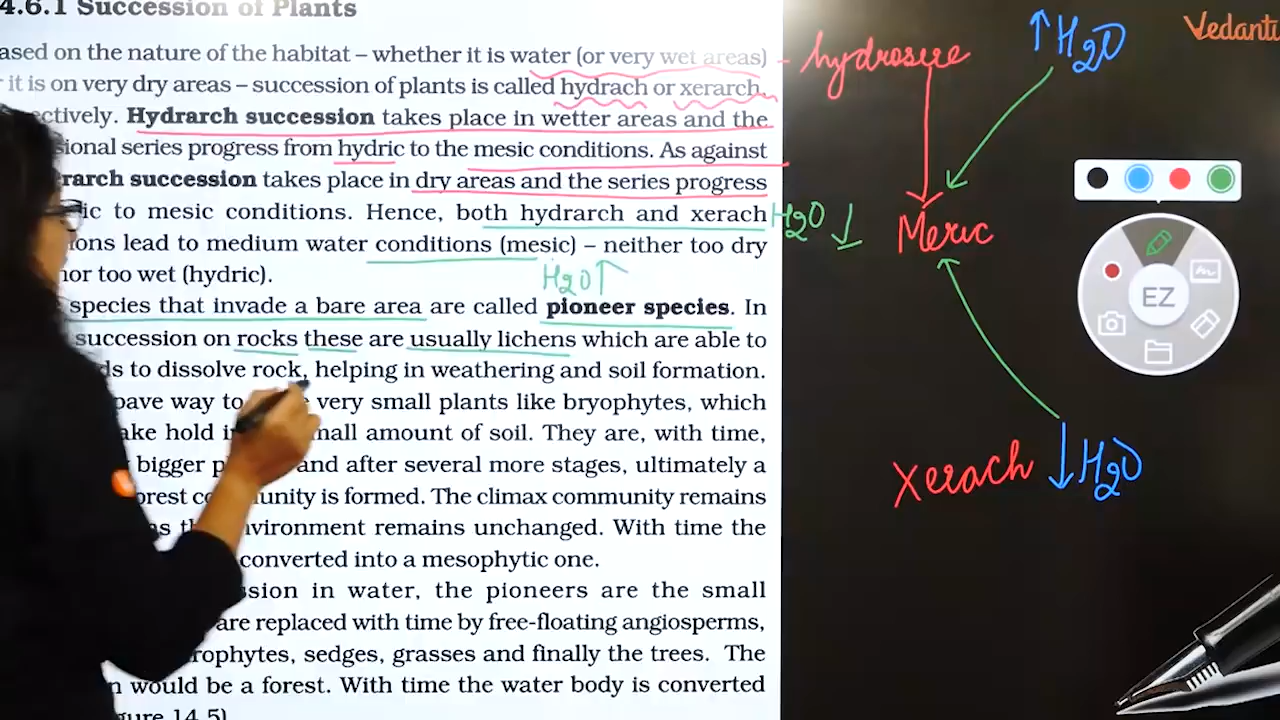 4.6.1 Succession of Plants
ased on the nature of the habitat – whether it is water (or very wet areas)
it is on very dry areas – succession of plants is called hydrach or xerarch,
ctively. Hydrarch succession takes place in wetter areas and the
sional series progress from hydric to the mesic conditions. As against
rarch succession takes place in dry areas and the series progress
ic to mesic conditions. Hence, both hydrarch and xerach
ons lead to medium water conditions (mesic) – neither too dry
nor too wet (hydric).
species that invade a bare area are called pioneer species. In
succession on rocks these are usually lichens which are able to
ds to dissolve rock, helping in weathering and soil formation.
pave way to very small plants like bryophytes, which
ake hold in mall amount of soil. They are, with time,
bigger and after several more stages, ultimately a
orest unity is formed. The climax community remains
as nvironment remains unchanged. With time the
converted into a mesophytic one.
ssion in water, the pioneers are the small
are replaced with time by free-floating angiosperms,
rophytes, sedges, grasses and finally the trees. The
n would be a forest. With time the water body is converted
gure 14.5)
H2O ↑
H2O ↓
Vedantu
– hydrosere
↑ H2O
Meric
Xerach ↓ H2O
EZ